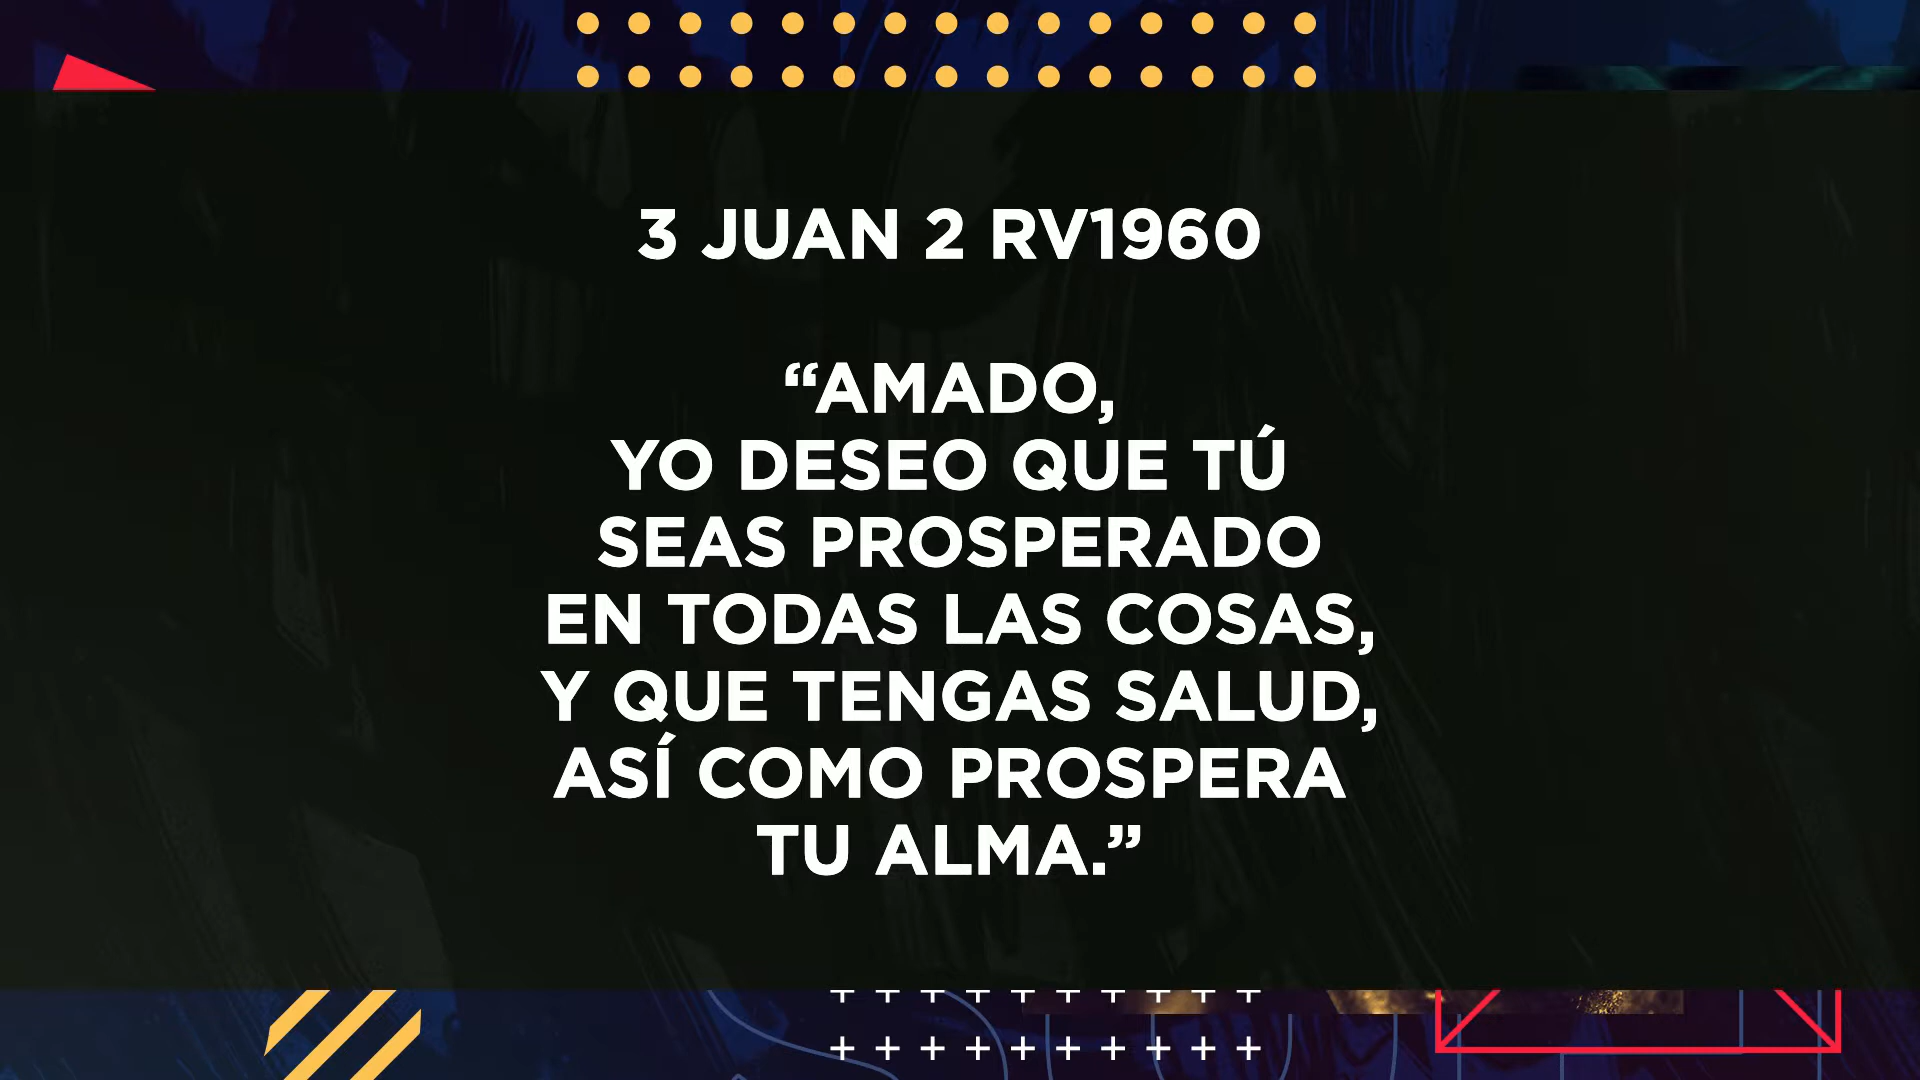 3 JUAN 2 RV1960
“AMADO,
YO DESEO QUE TÚ
SEAS PROSPERADO
EN TODAS LAS COSAS,
Y QUE TENGAS SALUD,
ASÍ COMO PROSPERA
TU ALMA.”